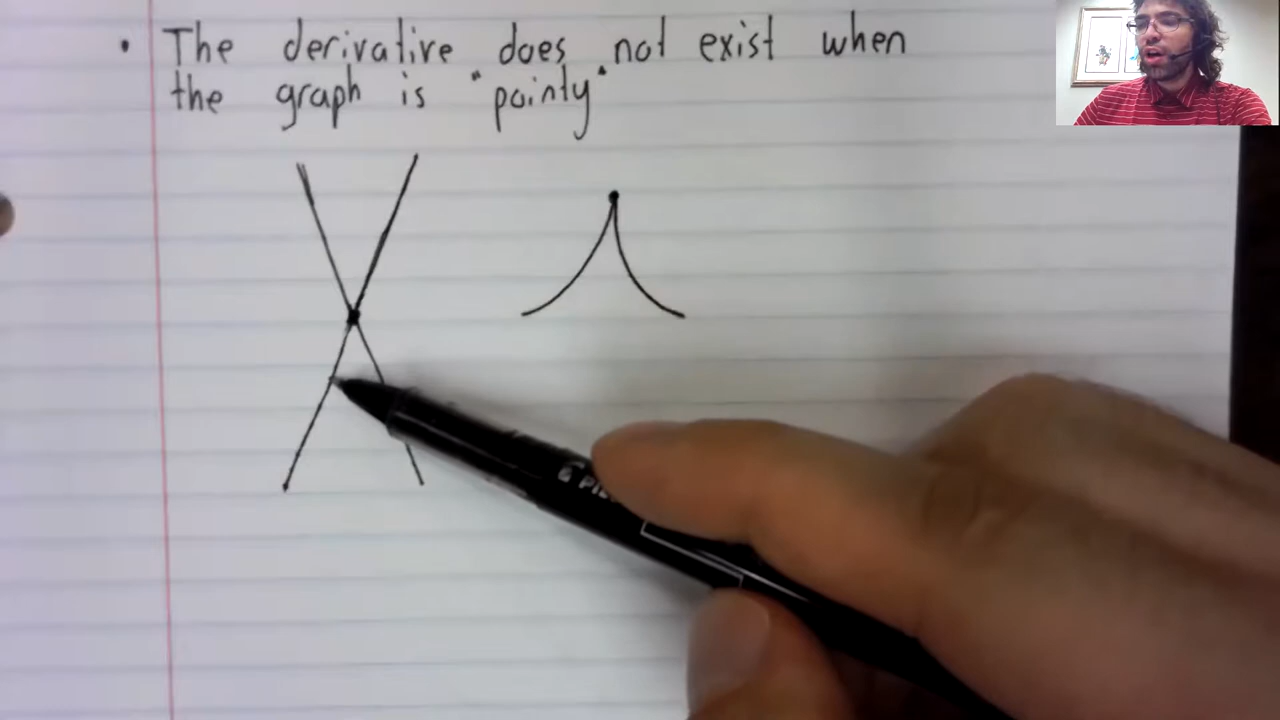 • The derivative does not exist when
the graph is "pointy"